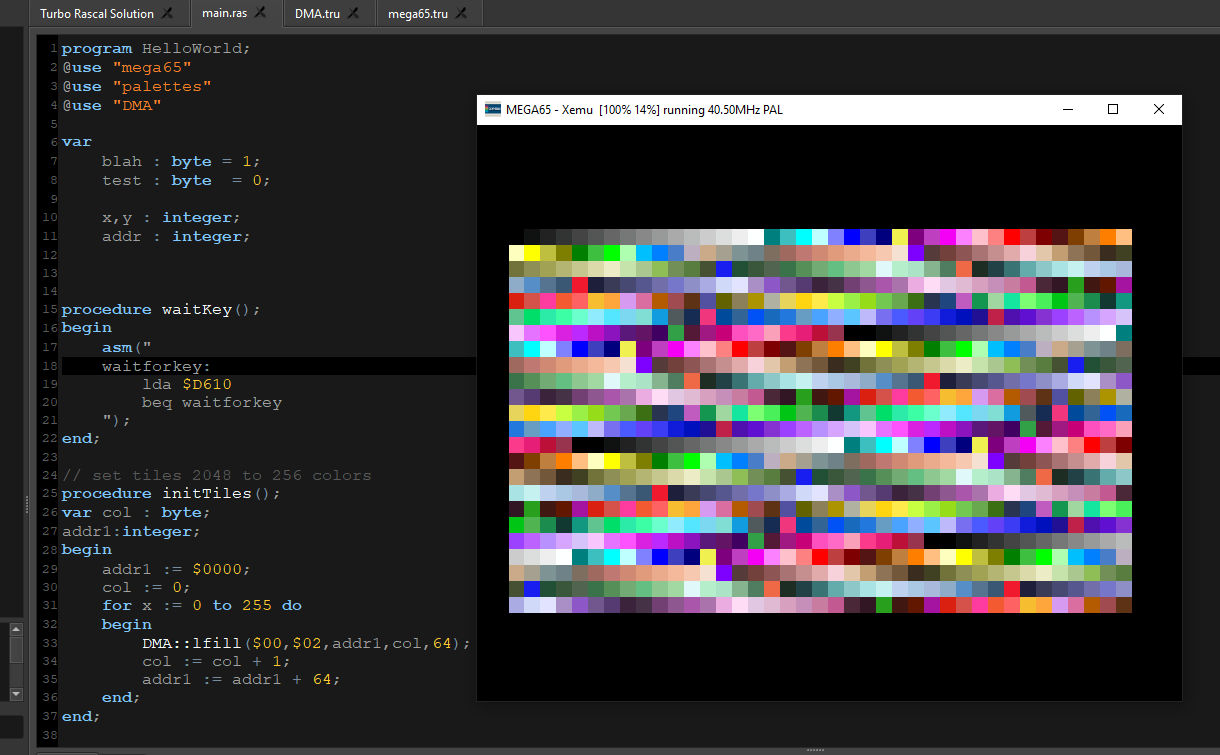 Turbo Rascal Solution main.ras DMA.tru mega65.tru
1 program HelloWorld;
2 @use "mega65"
3 @use "palettes"
4 @use "DMA"
5
6 var
7 blah : byte = 1;
8 test : byte  = 0;
9
10 x,y : integer;
11 addr : integer;
12
13
14
15 procedure waitKey();
16 begin
17 asm("
18 waitforkey:
19 lda $D610
20 beq waitforkey
21 ");
22 end;
23
24 // set tiles 2048 to 256 colors
25 procedure initTiles();
26 var col : byte;
27 addr1:integer;
28 begin
29 addr1 := $0000;
30 col := 0;
31 for x := 0 to 255 do
32 begin
33 DMA::lfill($00,$02,addr1,col,64);
34 col := col + 1;
35 addr1 := addr1 + 64;
36 end;
37 end;
38
MEGA65 - Xemu [100% 14%] running 40.50MHz PAL